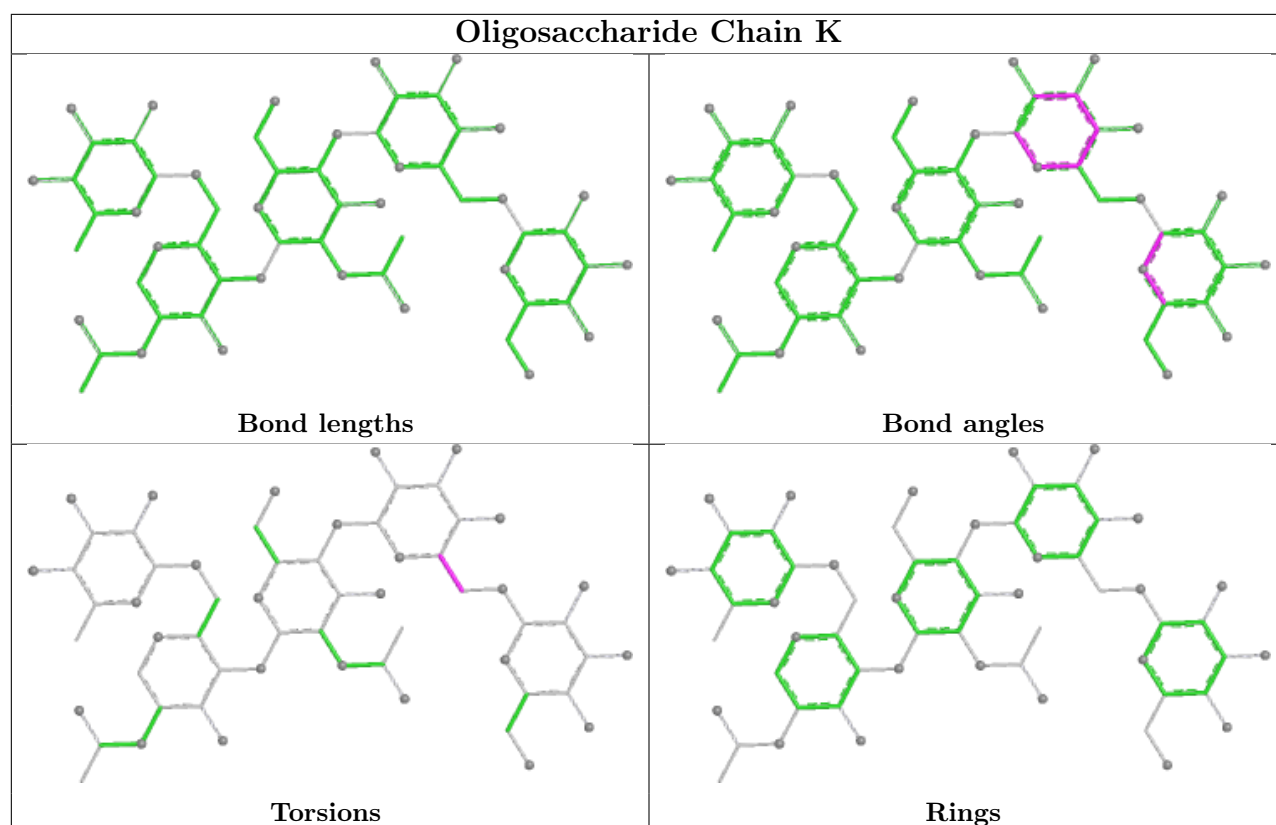 Oligosaccharide Chain K
Bond lengths
Bond angles
Torsions
Rings